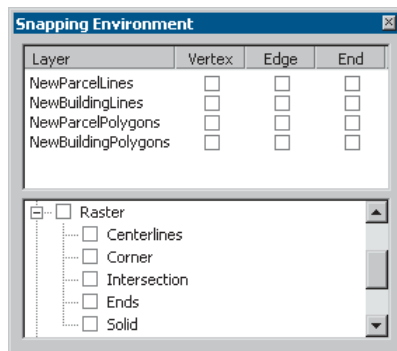 Snapping Environment
Layer Vertex Edge End
NewParcelLines
NewBuildingLines
NewParcelPolygons
NewBuildingPolygons
Raster
Centerlines
Corner
Intersection
Ends
Solid